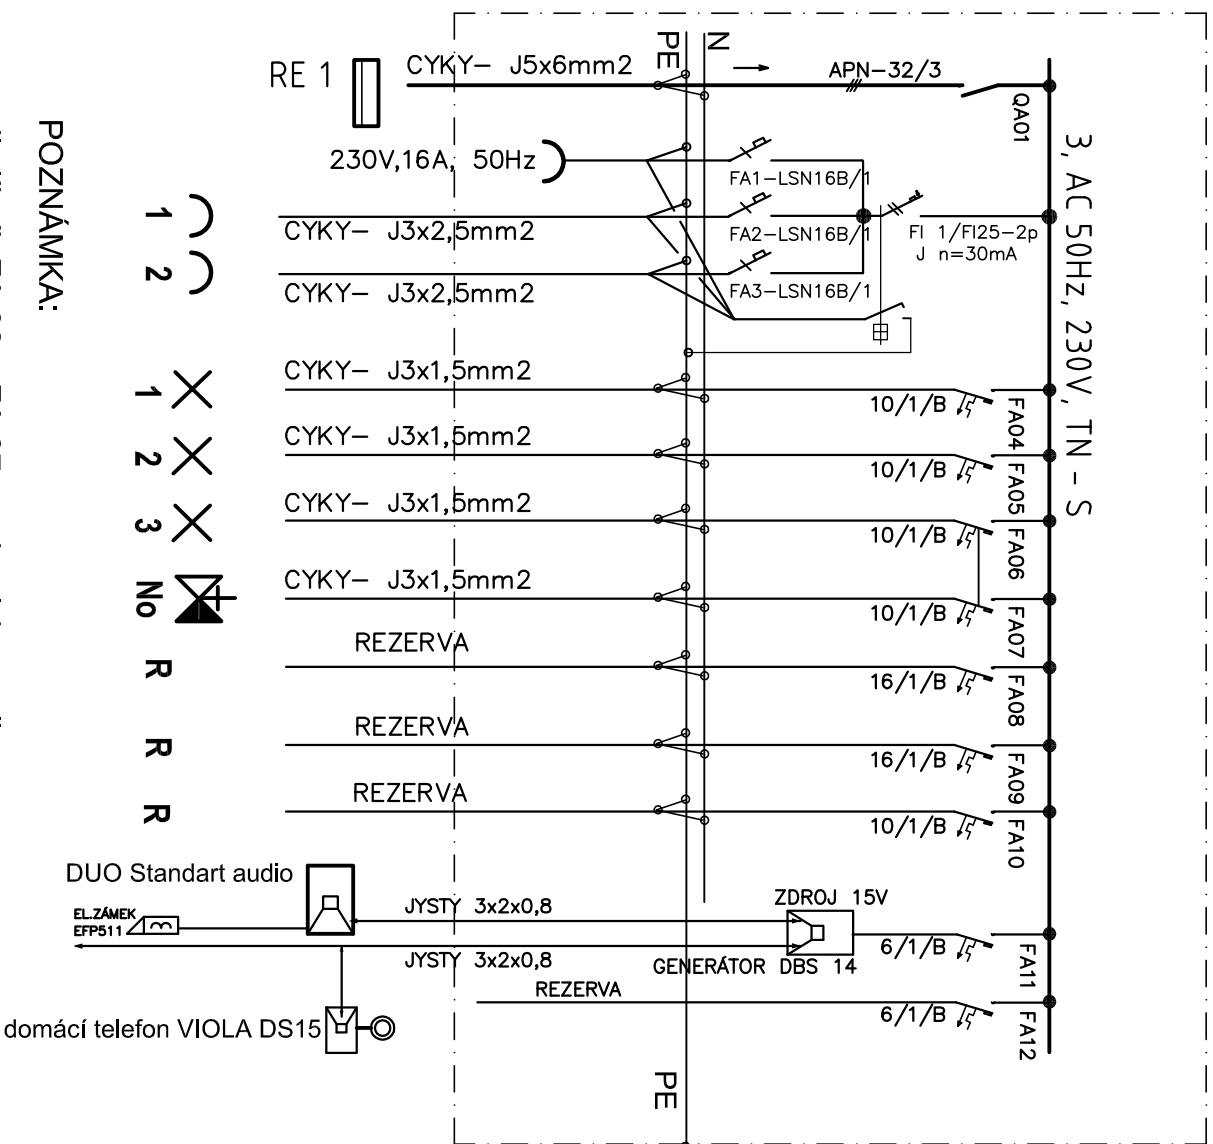 RE 1
CYKY- J5x6mm2
PE
N
APN-32/3
QA01
3, AC 50Hz, 230V, TN - S
230V,16A, 50Hz
FA1-LSN16B/1
1
CYKY- J3x2,5mm2
FA2-LSN16B/1
FI 1/FI25-2p
J n=30mA
2
CYKY- J3x2,5mm2
FA3-LSN16B/1
POZNÁMKA:
1
CYKY- J3x1,5mm2
10/1/B
FA04
2
CYKY- J3x1,5mm2
10/1/B
FA05
3
CYKY- J3x1,5mm2
10/1/B
FA06
No
CYKY- J3x1,5mm2
10/1/B
FA07
R
REZERVA
16/1/B
FA08
R
REZERVA
16/1/B
FA09
R
REZERVA
10/1/B
FA10
DUO Standart audio
EL.ZÁMEK
EFP511
JYSTY 3x2x0,8
ZDROJ 15V
6/1/B
FA11
JYSTY 3x2x0,8
GENERÁTOR DBS 14
REZERVA
6/1/B
FA12
domácí telefon VIOLA DS15
PE